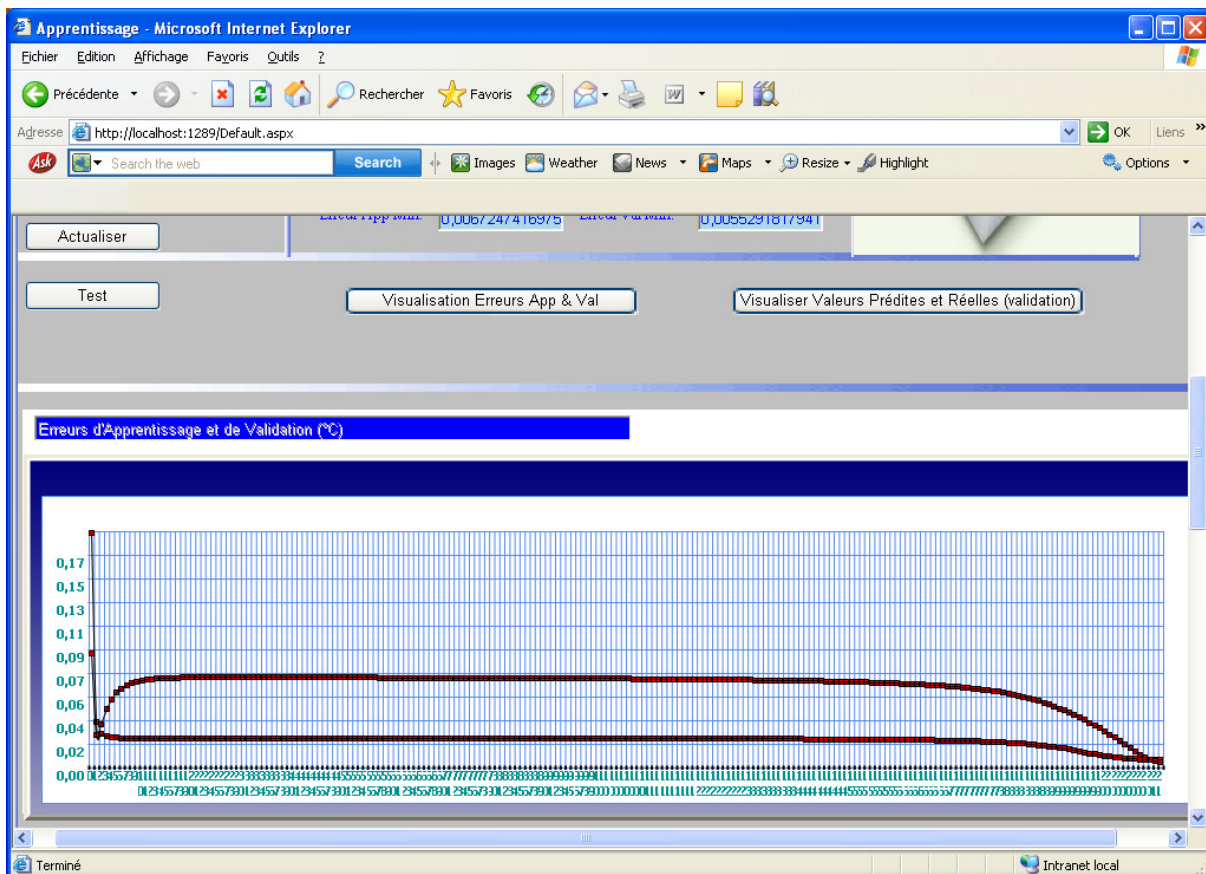 Apprentissage - Microsoft Internet Explorer
Fichier Edition Affichage Favoris Outils ?
Précédente Rechercher Favoris
Adresse http://localhost:1289/Default.aspx OK Liens »
Ask Search the web Search Images Weather News Maps Resize Highlight Options
0,0067247416975 0,0055291817941
Actualiser
Test Visualisation Erreurs App & Val Visualiser Valeurs Prédites et Réelles (validation)
Erreurs d'Apprentissage et de Validation (°C)
0,17
0,15
0,13
0,11
0,09
0,07
0,06
0,04
0,02
0,00
Terminé Intranet local